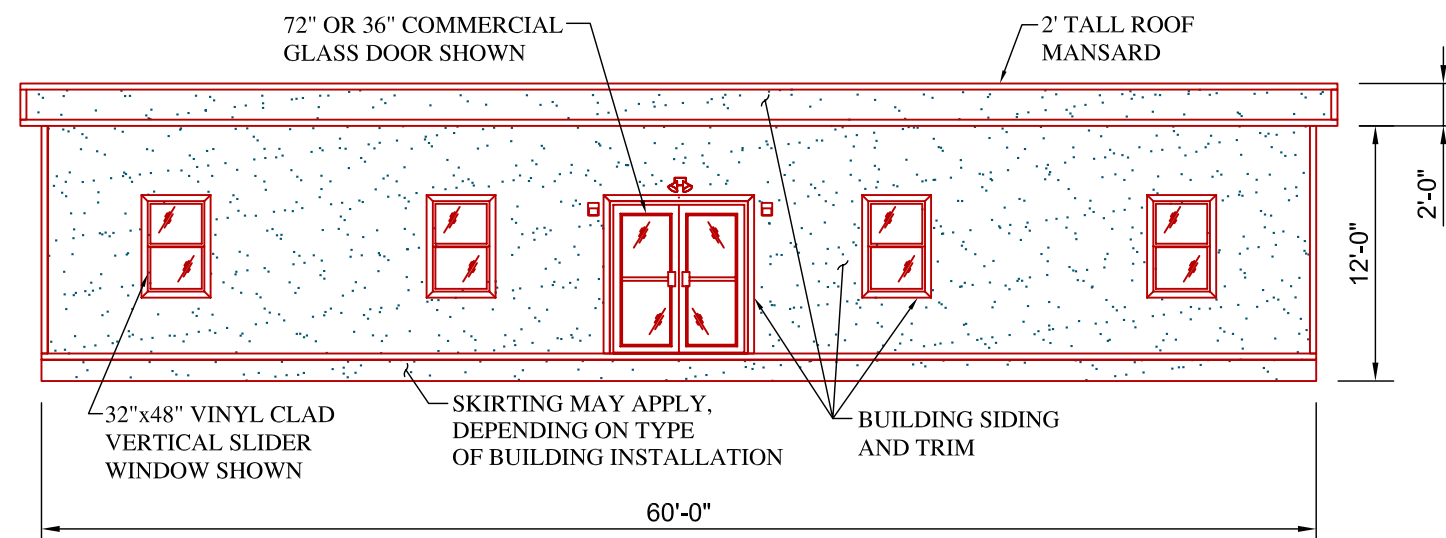 72" OR 36" COMMERCIAL
GLASS DOOR SHOWN
2' TALL ROOF
MANSARD
2'-0"
12'-0"
32"x48" VINYL CLAD
VERTICAL SLIDER
WINDOW SHOWN
SKIRTING MAY APPLY,
DEPENDING ON TYPE
OF BUILDING INSTALLATION
BUILDING SIDING
AND TRIM
60'-0"